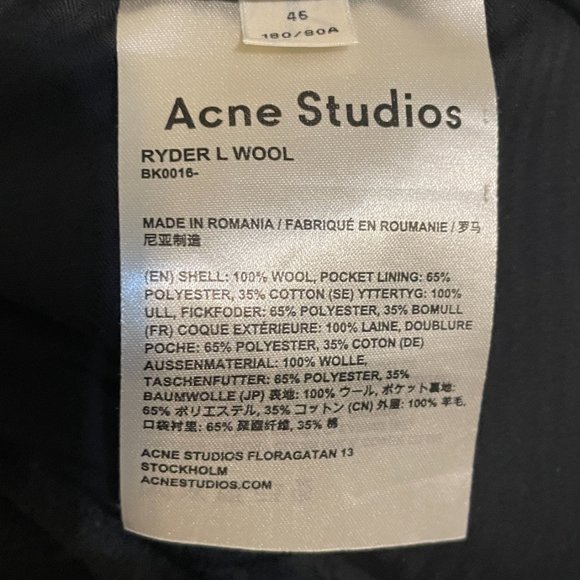 46
180/90A
Acne Studios
RYDER L WOOL
BK0016-
MADE IN ROMANIA / FABRIQUÉ EN ROUMANIE / 罗马
尼亚制造
(EN) SHELL: 100% WOOL, POCKET LINING: 65%
POLYESTER, 35% COTTON (SE) YTTERTYG: 100%
ULL, FICKFODER: 65% POLYESTER, 35% BOMULL
(FR) COQUE EXTÉRIEURE: 100% LAINE, DOUBLURE
POCHE: 65% POLYESTER, 35% COTON (DE)
AUSSENMATERIAL: 100% WOLLE,
TASCHENFUTTER: 65% POLYESTER, 35%
BAUMWOLLE (JP) 表地: 100% ウール, ポケット裏地:
65% ポリエステル, 35% コットン (CN) 外层: 100% 羊毛,
口袋衬里: 65% 聚酯纤维, 35% 棉
ACNE STUDIOS FLORAGATAN 13
STOCKHOLM
ACNESTUDIOS.COM